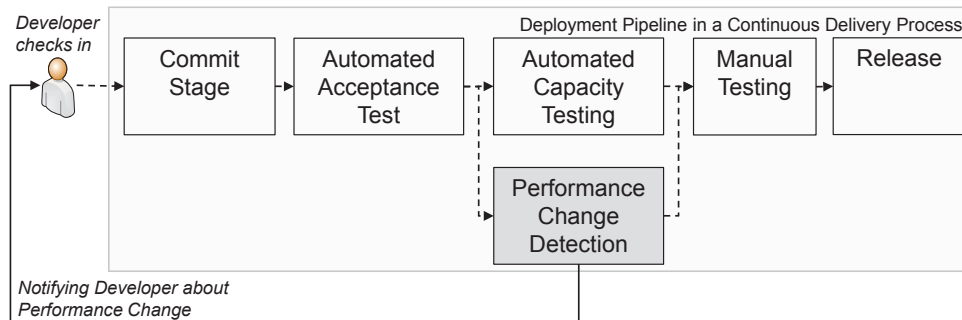 Developer
checks in
Deployment Pipeline in a Continuous Delivery Process
Commit
Stage
Automated
Acceptance
Test
Automated
Capacity
Testing
Manual
Testing
Release
Performance
Change
Detection
Notifying Developer about
Performance Change